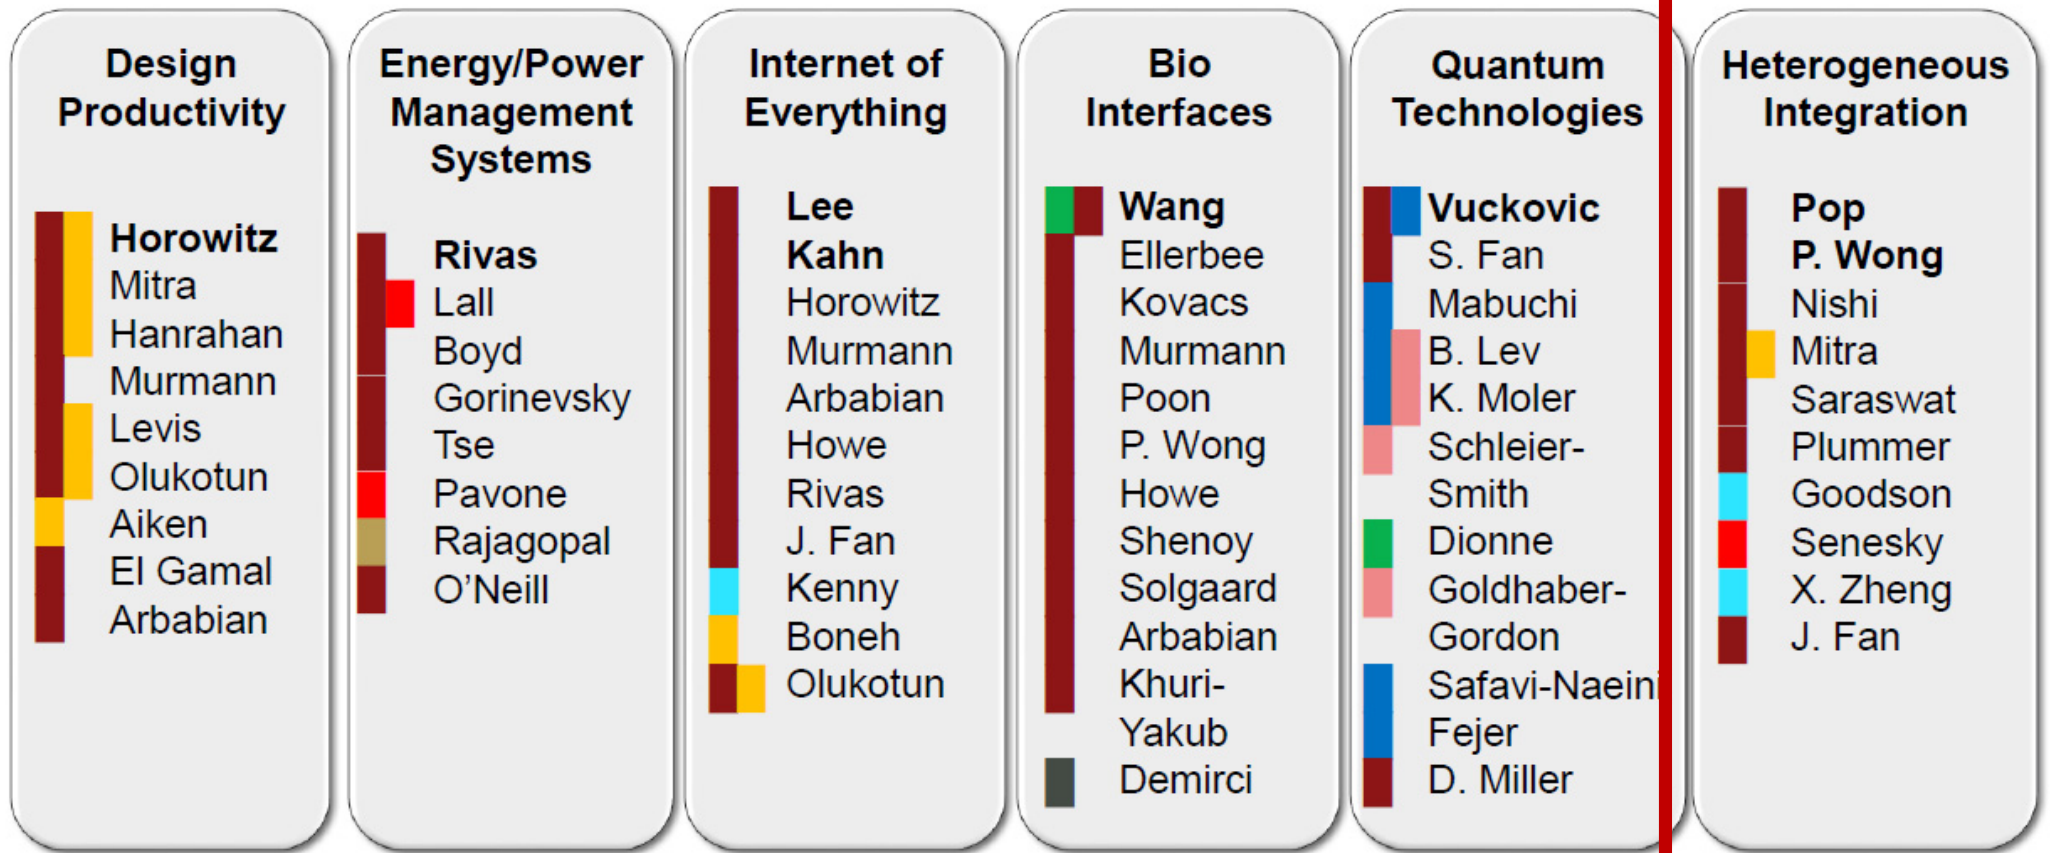 Design
Productivity
Horowitz
Mitra
Hanrahan
Murmann
Levis
Olukotun
Aiken
El Gamal
Arbabian
Energy/Power
Management
Systems
Rivas
Lall
Boyd
Gorinevsky
Tse
Pavone
Rajagopal
O’Neill
Internet of
Everything
Lee
Kahn
Horowitz
Murmann
Arbabian
Howe
Rivas
J. Fan
Kenny
Boneh
Olukotun
Bio
Interfaces
Wang
Ellerbee
Kovacs
Murmann
Poon
P. Wong
Howe
Shenoy
Solgaard
Arbabian
Khuri-
Yakub
Demirci
Quantum
Technologies
Vuckovic
S. Fan
Mabuchi
B. Lev
K. Moler
Schleier-
Smith
Dionne
Goldhaber-
Gordon
Safavi-Naeini
Fejer
D. Miller
Heterogeneous
Integration
Pop
P. Wong
Nishi
Mitra
Saraswat
Plummer
Goodson
Senesky
X. Zheng
J. Fan